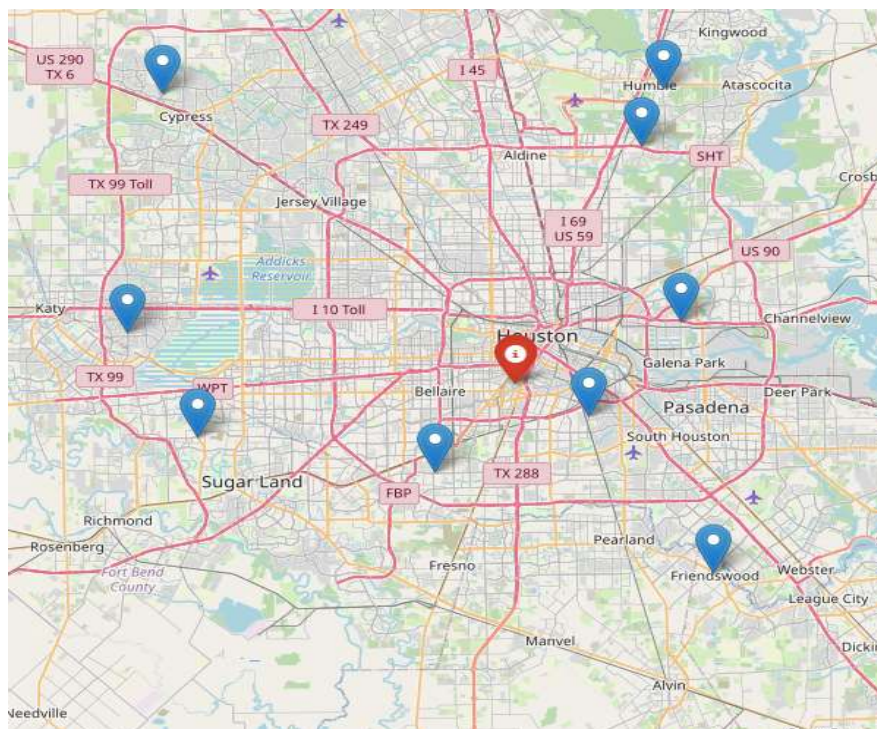 Kingwood
US 290
TX 6
I 45
Humble
Atascocita
Cypress
TX 249
Aldine
SHT
TX 99 Toll
Crosb
Jersey Village
I 69
US 59
US 90
Addicks
Reservoir
Katy
I 10 Toll
Channelview
Houston
i
Galena Park
TX 99
WPT
Bellaire
Deer Park
Pasadena
South Houston
Sugar Land
TX 288
FBP
Richmond
Rosenberg
Pearland
Fresno
Fort Bend
County
Friendswood
Webster
League City
Manvel
Dickin
Alvin
Needville